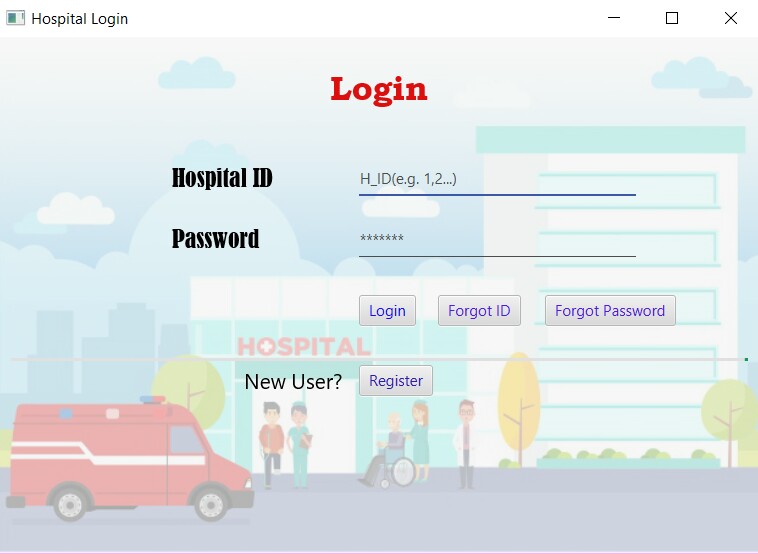 Hospital Login
Login
Hospital ID
H_ID(e.g. 1,2...)
Password
*******
Login
Forgot ID
Forgot Password
HOSPITAL
New User?
Register